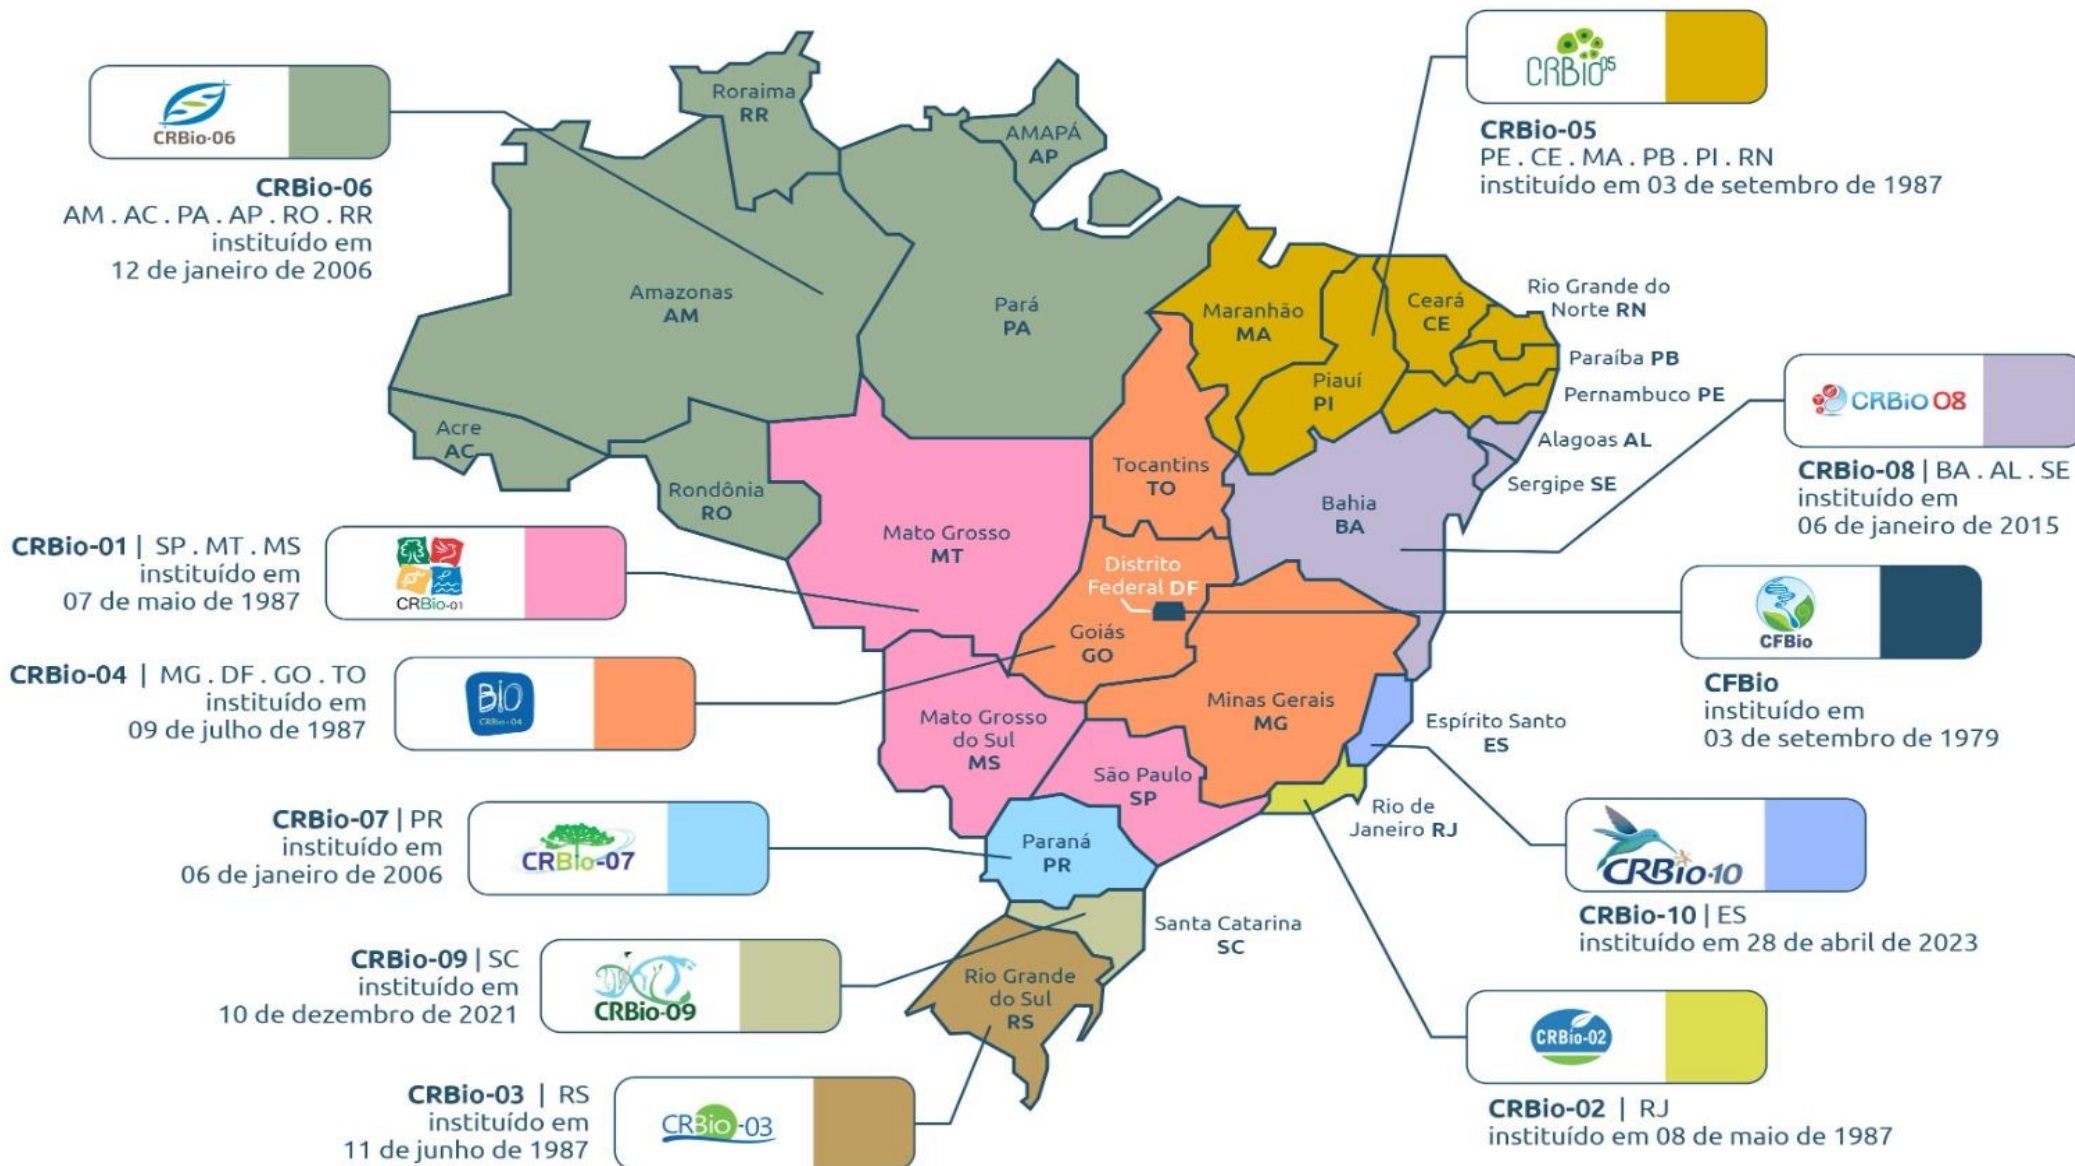 CRBio-06
CRBio-06
AM . AC . PA . AP . RO . RR
instituído em
12 de janeiro de 2006
CRBio-01 | SP . MT . MS
instituído em
07 de maio de 1987
CRBio-01
CRBio-04 | MG . DF . GO . TO
instituído em
09 de julho de 1987
BiO
CRBio-04
CRBio-07 | PR
instituído em
06 de janeiro de 2006
CRBio-07
CRBio-09 | SC
instituído em
10 de dezembro de 2021
CRBio-09
CRBio-03 | RS
instituído em
11 de junho de 1987
CRBio-03
Roraima
RR
AMAPÁ
AP
Amazonas
AM
Pará
PA
Acre
AC
Rondônia
RO
Maranhão
MA
Piauí
PI
Ceará
CE
Rio Grande do
Norte RN
Paraíba PB
Pernambuco PE
Alagoas AL
Sergipe SE
Tocantins
TO
Bahia
BA
Mato Grosso
MT
Distrito
Federal DF
Goiás
GO
Mato Grosso
do Sul
MS
Minas Gerais
MG
Espírito Santo
ES
São Paulo
SP
Rio de
Janeiro RJ
Paraná
PR
Santa Catarina
SC
Rio Grande
do Sul
RS
CRBiO05
CRBio-05
PE . CE . MA . PB . PI . RN
instituído em 03 de setembro de 1987
CRBiO 08
CRBio-08 | BA . AL . SE
instituído em
06 de janeiro de 2015
CFBio
CFBio
instituído em
03 de setembro de 1979
CRBio-10
CRBio-10 | ES
instituído em 28 de abril de 2023
CRBio-02
CRBio-02 | RJ
instituído em 08 de maio de 1987